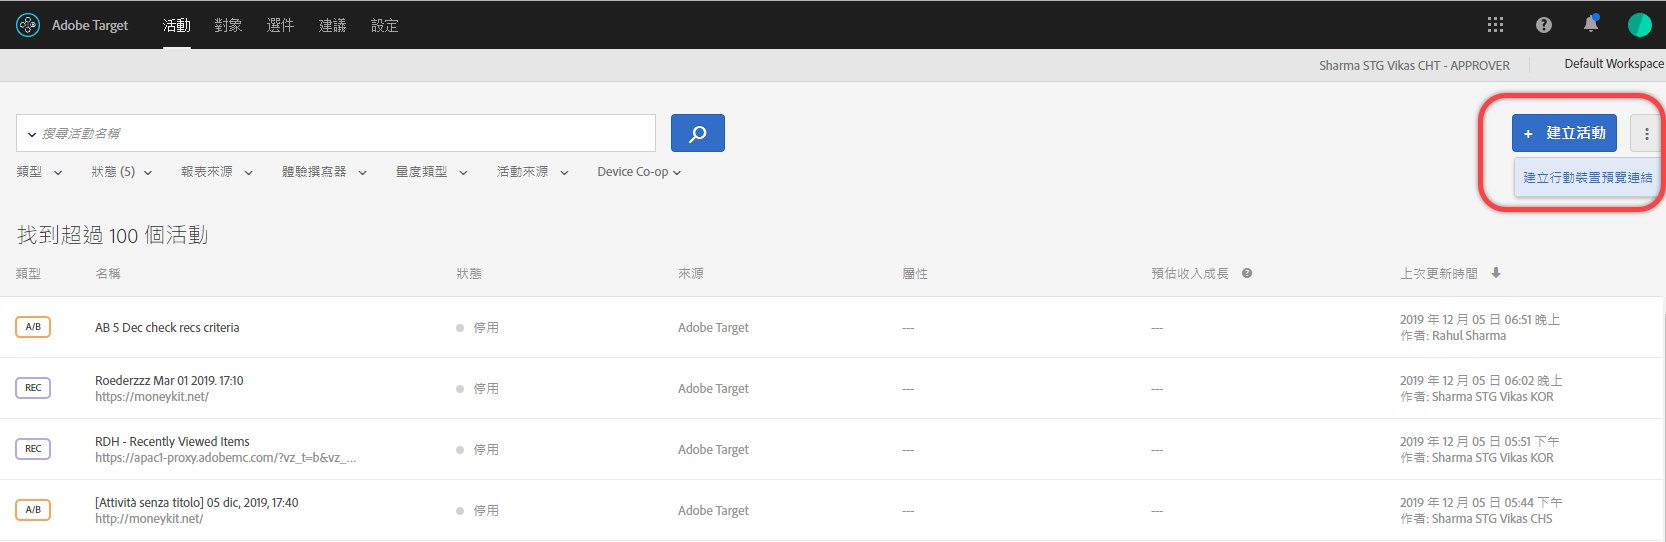 Adobe Target 活動 對象 選件 建議 設定
Sharma STG Vikas CHT - APPROVER Default Workspace
搜尋活動名稱
+ 建立活動
建立行動裝置預覽連結
類型 狀態 (5) 報表來源 體驗撰寫器 量度類型 活動來源 Device Co-op
找到超過 100 個活動
類型 名稱 狀態 來源 屬性 預估收入成長 上次更新時間
A/B AB 5 Dec check recs criteria 停用 Adobe Target --- --- 2019 年 12 月 05 日 06:51 晚上
作者: Rahul Sharma
REC Roederzzz Mar 01 2019. 17:10 停用 Adobe Target --- --- 2019 年 12 月 05 日 06:02 晚上
https://moneykit.net/ 作者: Sharma STG Vikas KOR
REC RDH - Recently Viewed Items 停用 Adobe Target --- --- 2019 年 12 月 05 日 05:51 下午
https://apac1-proxy.adobemc.com/?vz_t=b&vz_... 作者: Sharma STG Vikas KOR
A/B [Attività senza titolo] 05 dic, 2019, 17:40 停用 Adobe Target --- --- 2019 年 12 月 05 日 05:44 下午
http://moneykit.net/ 作者: Sharma STG Vikas CHS